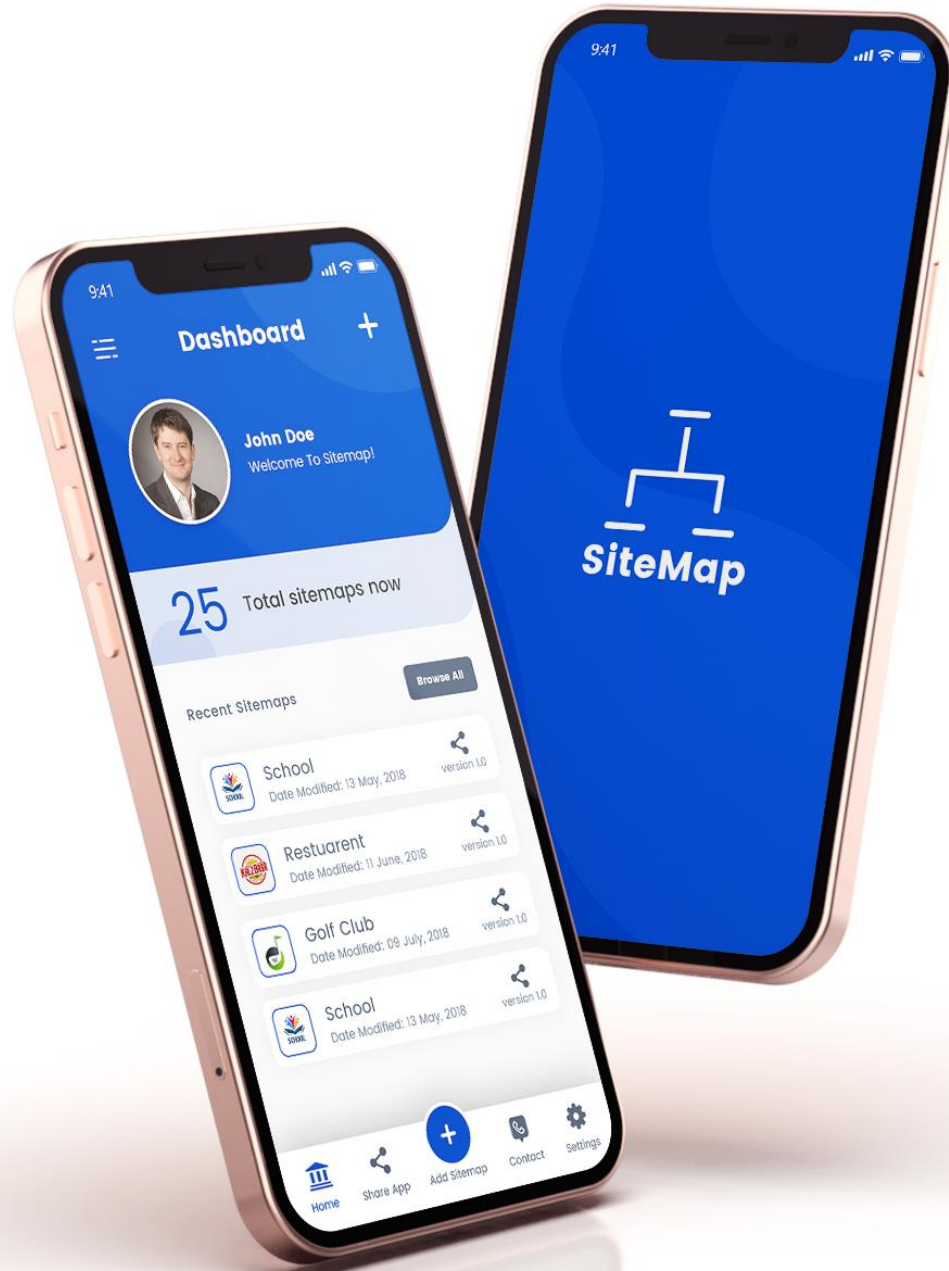 9:41
Dashboard
John Doe
Welcome To Sitemap!
25 Total sitemaps now
Recent Sitemaps
Browse All
SCHOOL
School
Date Modified: 13 May, 2018
version 1.0
Restuarent
Date Modified: 11 June, 2018
version 1.0
Golf Club
Date Modified: 09 July, 2018
version 1.0
SCHOOL
School
Date Modified: 13 May, 2018
version 1.0
Home
Share App
Add Sitemap
Contact
Settings
9:41
SiteMap